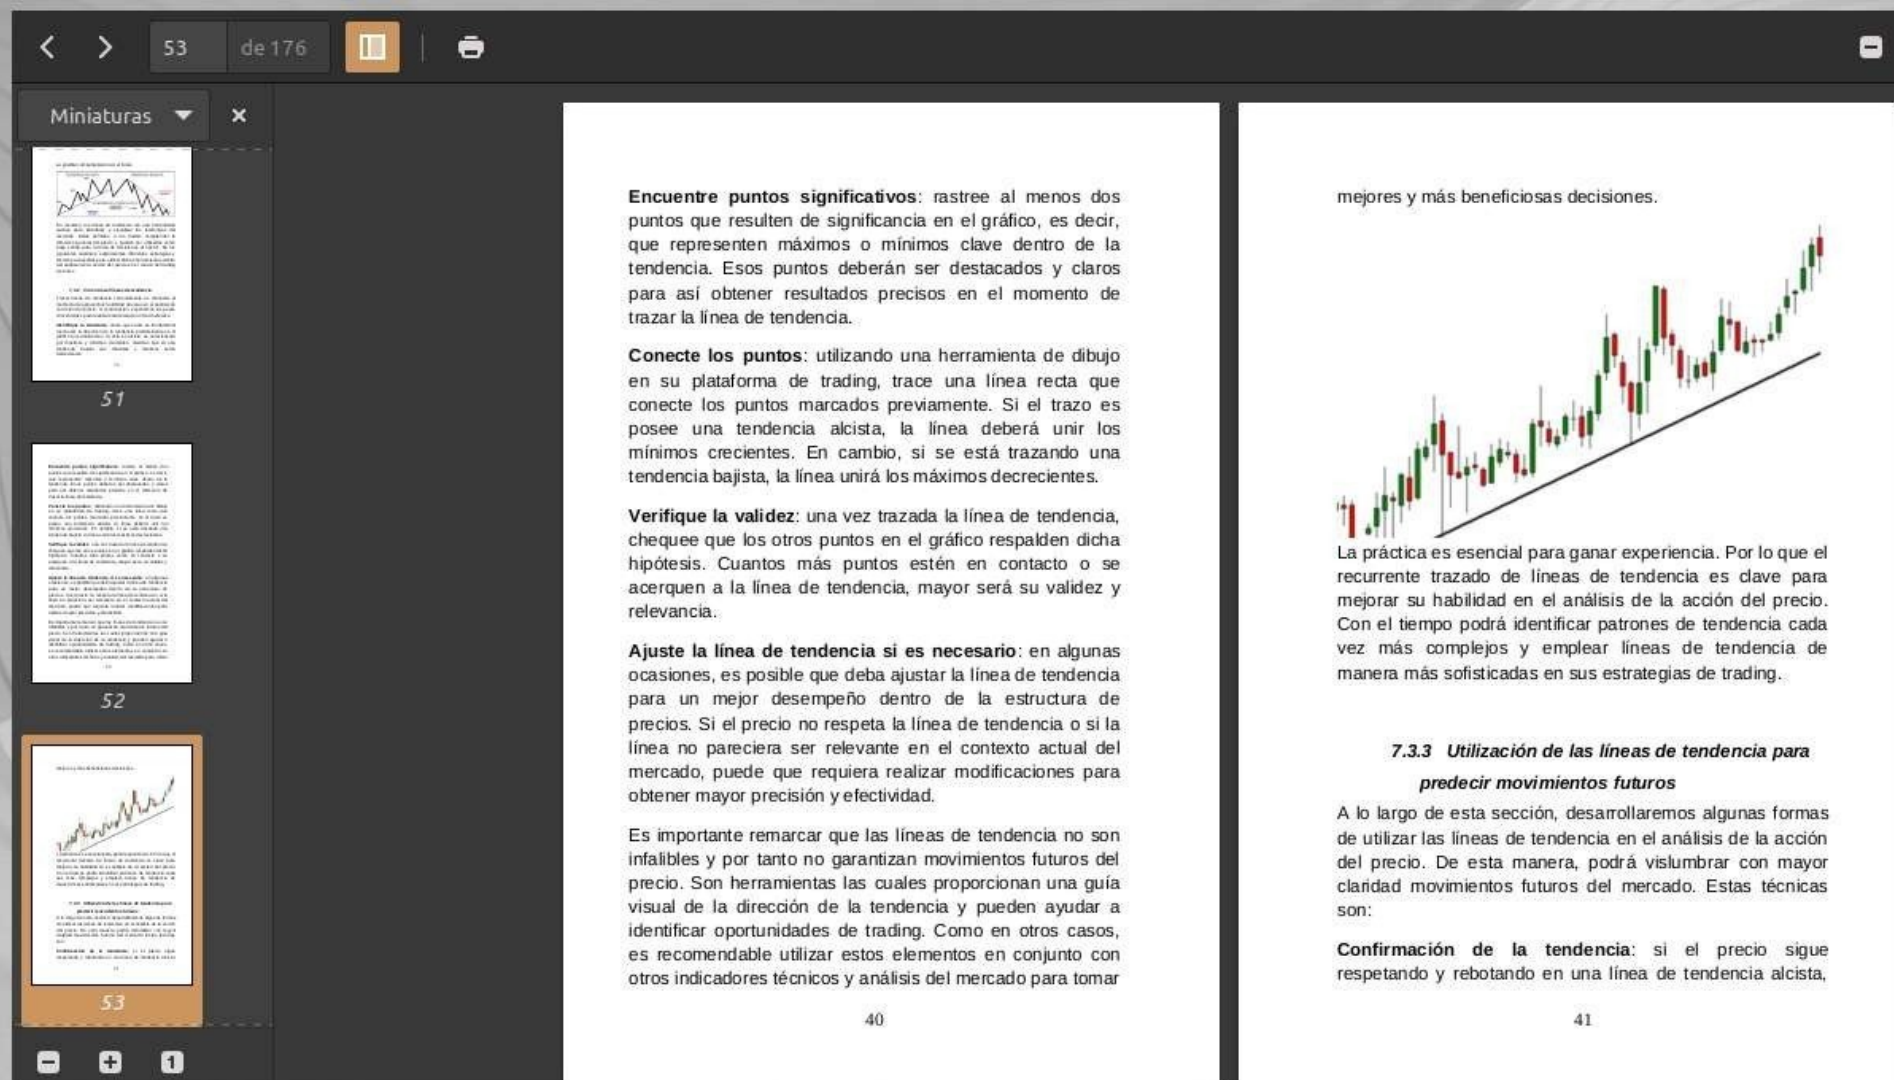 53 de 176
Miniaturas
51
52
53
Encuentre puntos significativos: rastree al menos dos
puntos que resulten de significancia en el gráfico, es decir,
que representen máximos o mínimos clave dentro de la
tendencia. Esos puntos deberán ser destacados y claros
para así obtener resultados precisos en el momento de
trazar la línea de tendencia.
Conecte los puntos: utilizando una herramienta de dibujo
en su plataforma de trading, trace una línea recta que
conecte los puntos marcados previamente. Si el trazo es
posee una tendencia alcista, la línea deberá unir los
mínimos crecientes. En cambio, si se está trazando una
tendencia bajista, la línea unirá los máximos decrecientes.
Verifique la validez: una vez trazada la línea de tendencia,
chequee que los otros puntos en el gráfico respalden dicha
hipótesis. Cuantos más puntos estén en contacto o se
acerquen a la línea de tendencia, mayor será su validez y
relevancia.
Ajuste la línea de tendencia si es necesario: en algunas
ocasiones, es posible que deba ajustar la línea de tendencia
para un mejor desempeño dentro de la estructura de
precios. Si el precio no respeta la línea de tendencia o si la
línea no pareciera ser relevante en el contexto actual del
mercado, puede que requiera realizar modificaciones para
obtener mayor precisión y efectividad.
Es importante remarcar que las líneas de tendencia no son
infalibles y por tanto no garantizan movimientos futuros del
precio. Son herramientas las cuales proporcionan una guía
visual de la dirección de la tendencia y pueden ayudar a
identificar oportunidades de trading. Como en otros casos,
es recomendable utilizar estos elementos en conjunto con
otros indicadores técnicos y análisis del mercado para tomar
40
mejores y más beneficiosas decisiones.
La práctica es esencial para ganar experiencia. Por lo que el
recurrente trazado de líneas de tendencia es clave para
mejorar su habilidad en el análisis de la acción del precio.
Con el tiempo podrá identificar patrones de tendencia cada
vez más complejos y emplear líneas de tendencia de
manera más sofisticadas en sus estrategias de trading.
7.3.3 Utilización de las líneas de tendencia para
predecir movimientos futuros
A lo largo de esta sección, desarrollaremos algunas formas
de utilizar las líneas de tendencia en el análisis de la acción
del precio. De esta manera, podrá vislumbrar con mayor
claridad movimientos futuros del mercado. Estas técnicas
son:
Confirmación de la tendencia: si el precio sigue
respetando y rebotando en una línea de tendencia alcista,
41
1